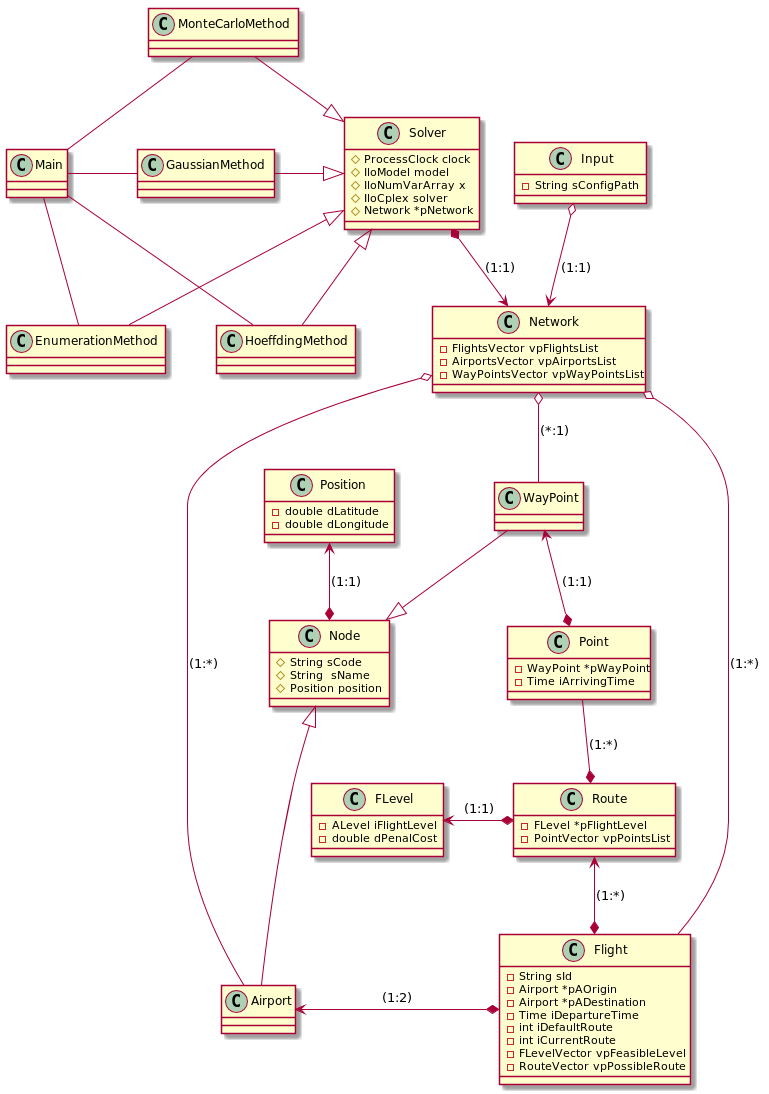 C MonteCarloMethod
C Solver
ProcessClock clock
IloModel model
IloNumVarArray x
IloCplex solver
Network *pNetwork
C Main
C GaussianMethod
C Input
String sConfigPath
(1:1)
(1:1)
C EnumerationMethod
C HoeffdingMethod
C Network
FlightsVector vpFlightsList
AirportsVector vpAirportsList
WayPointsVector vpWayPointsList
(*:1)
C Position
double dLatitude
double dLongitude
C WayPoint
(1:1)
(1:1)
C Node
String sCode
String sName
Position position
C Point
WayPoint *pWayPoint
Time iArrivingTime
(1:*)
(1:*)
(1:*)
C FLevel
ALevel iFlightLevel
double dPenalCost
(1:1)
C Route
FLevel *pFlightLevel
PointVector vpPointsList
(1:*)
C Flight
String sId
Airport *pAOrigin
Airport *pADestination
Time iDepartureTime
int iDefaultRoute
int iCurrentRoute
FLevelVector vpFeasibleLevel
RouteVector vpPossibleRoute
C Airport
(1:2)